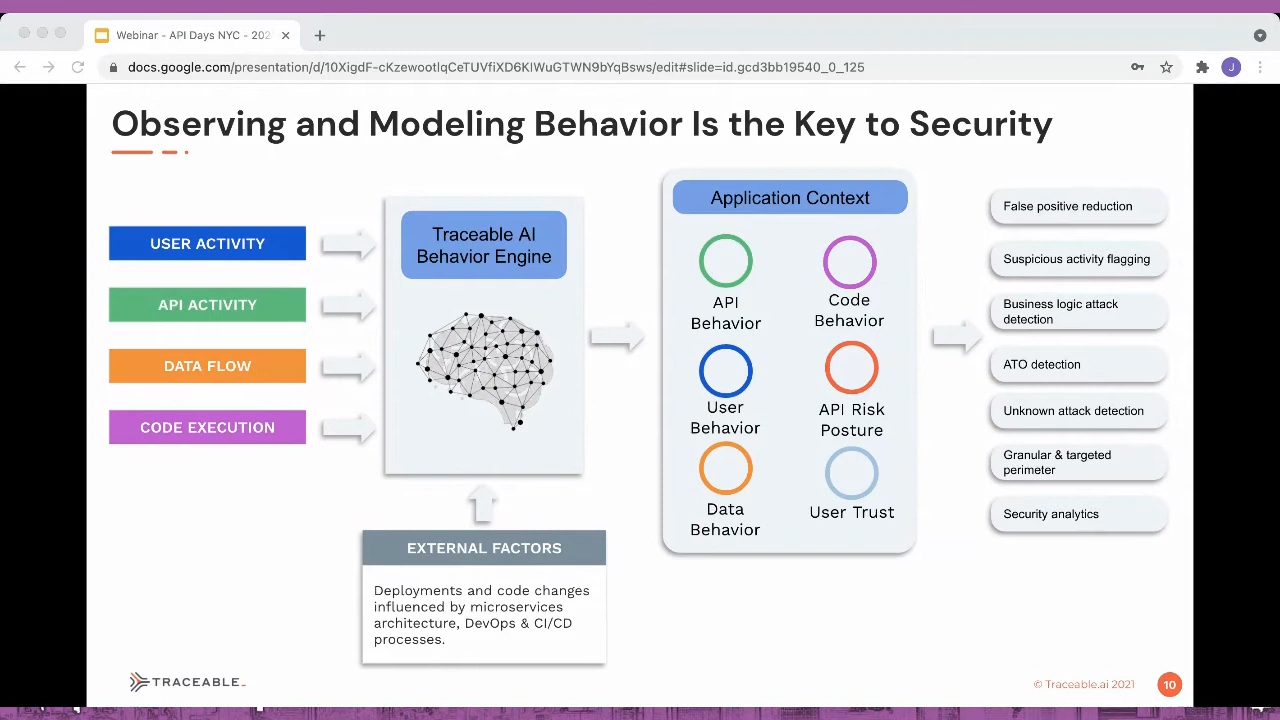 Webinar - API Days NYC - 202
docs.google.com/presentation/d/10XigdF-cKzewootIqCeTUVfiXD6KIWuGTWN9bYqBsws/edit#slide=id.gcd3bb19540_0_125
J
Observing and Modeling Behavior Is the Key to Security
USER ACTIVITY
API ACTIVITY
DATA FLOW
CODE EXECUTION
Traceable AI
Behavior Engine
EXTERNAL FACTORS
Deployments and code changes
influenced by microservices
architecture, DevOps & CI/CD
processes.
Application Context
API
Behavior
Code
Behavior
User
Behavior
API Risk
Posture
Data
Behavior
User Trust
False positive reduction
Suspicious activity flagging
Business logic attack
detection
ATO detection
Unknown attack detection
Granular & targeted
perimeter
Security analytics
TRACEABLE_
© Traceable.ai 2021
10